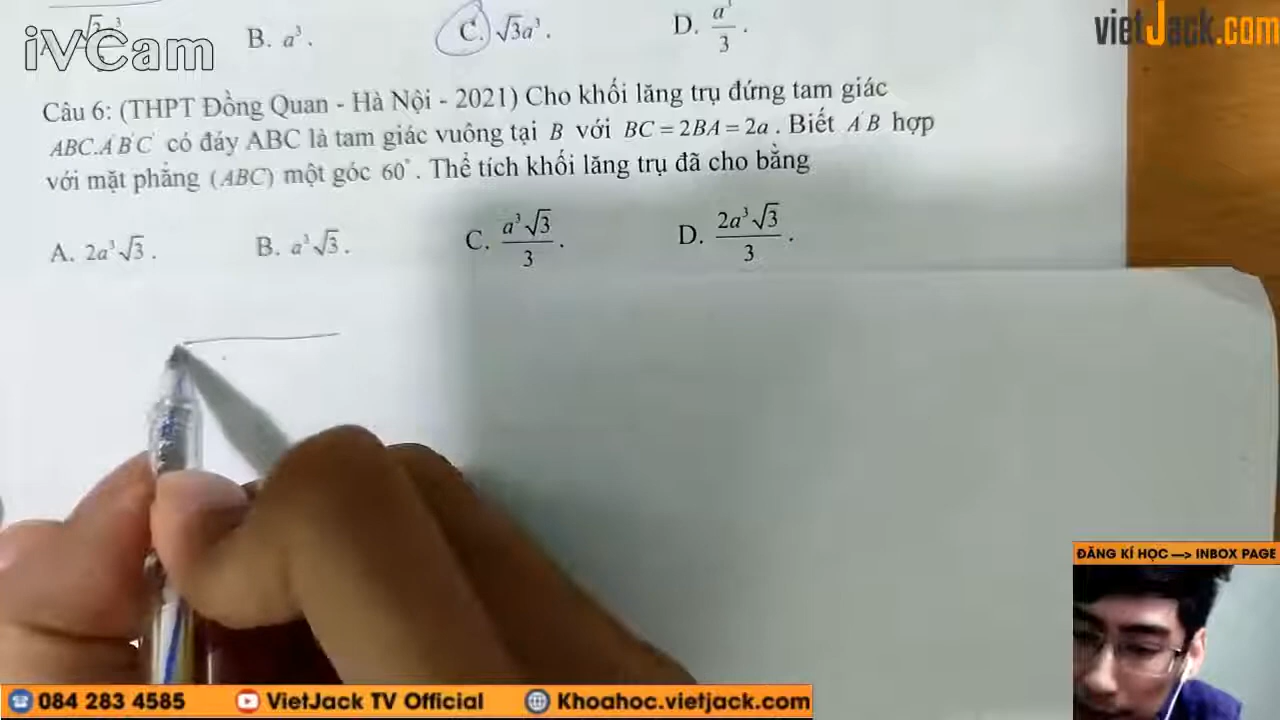 iVCam
vietJack.com
B. a³.
C. √3a³.
D. a³/3.
Câu 6: (THPT Đồng Quan - Hà Nội - 2021) Cho khối lăng trụ đứng tam giác
ABC.A'B'C' có đáy ABC là tam giác vuông tại B với BC = 2BA = 2a. Biết A'B hợp
với mặt phẳng (ABC) một góc 60°. Thể tích khối lăng trụ đã cho bằng
A. 2a³√3.
B. a³√3.
C. a³√3/3.
D. 2a³√3/3.
ĐĂNG KÍ HỌC —> INBOX PAGE
084 283 4585
VietJack TV Official
Khoahoc.vietjack.com